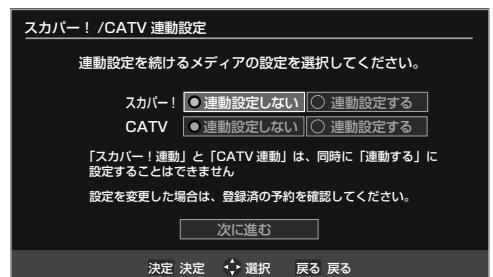 スカパー！/CATV 連動設定
連動設定を続けるメディアの設定を選択してください。
スカパー！ 連動設定しない 連動設定する
CATV 連動設定しない 連動設定する
「スカパー！連動」と「CATV 連動」は、同時に「連動する」に
設定することはできません
設定を変更した場合は、登録済の予約を確認してください。
次に進む
決定 決定 選択 戻る 戻る